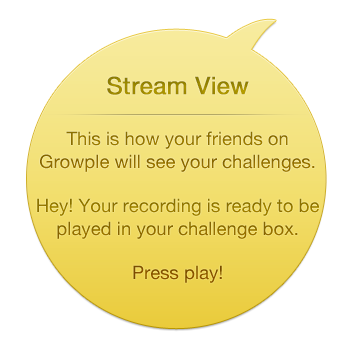 Stream View
This is how your friends on
Growple will see your challenges.
Hey! Your recording is ready to be
played in your challenge box.
Press play!